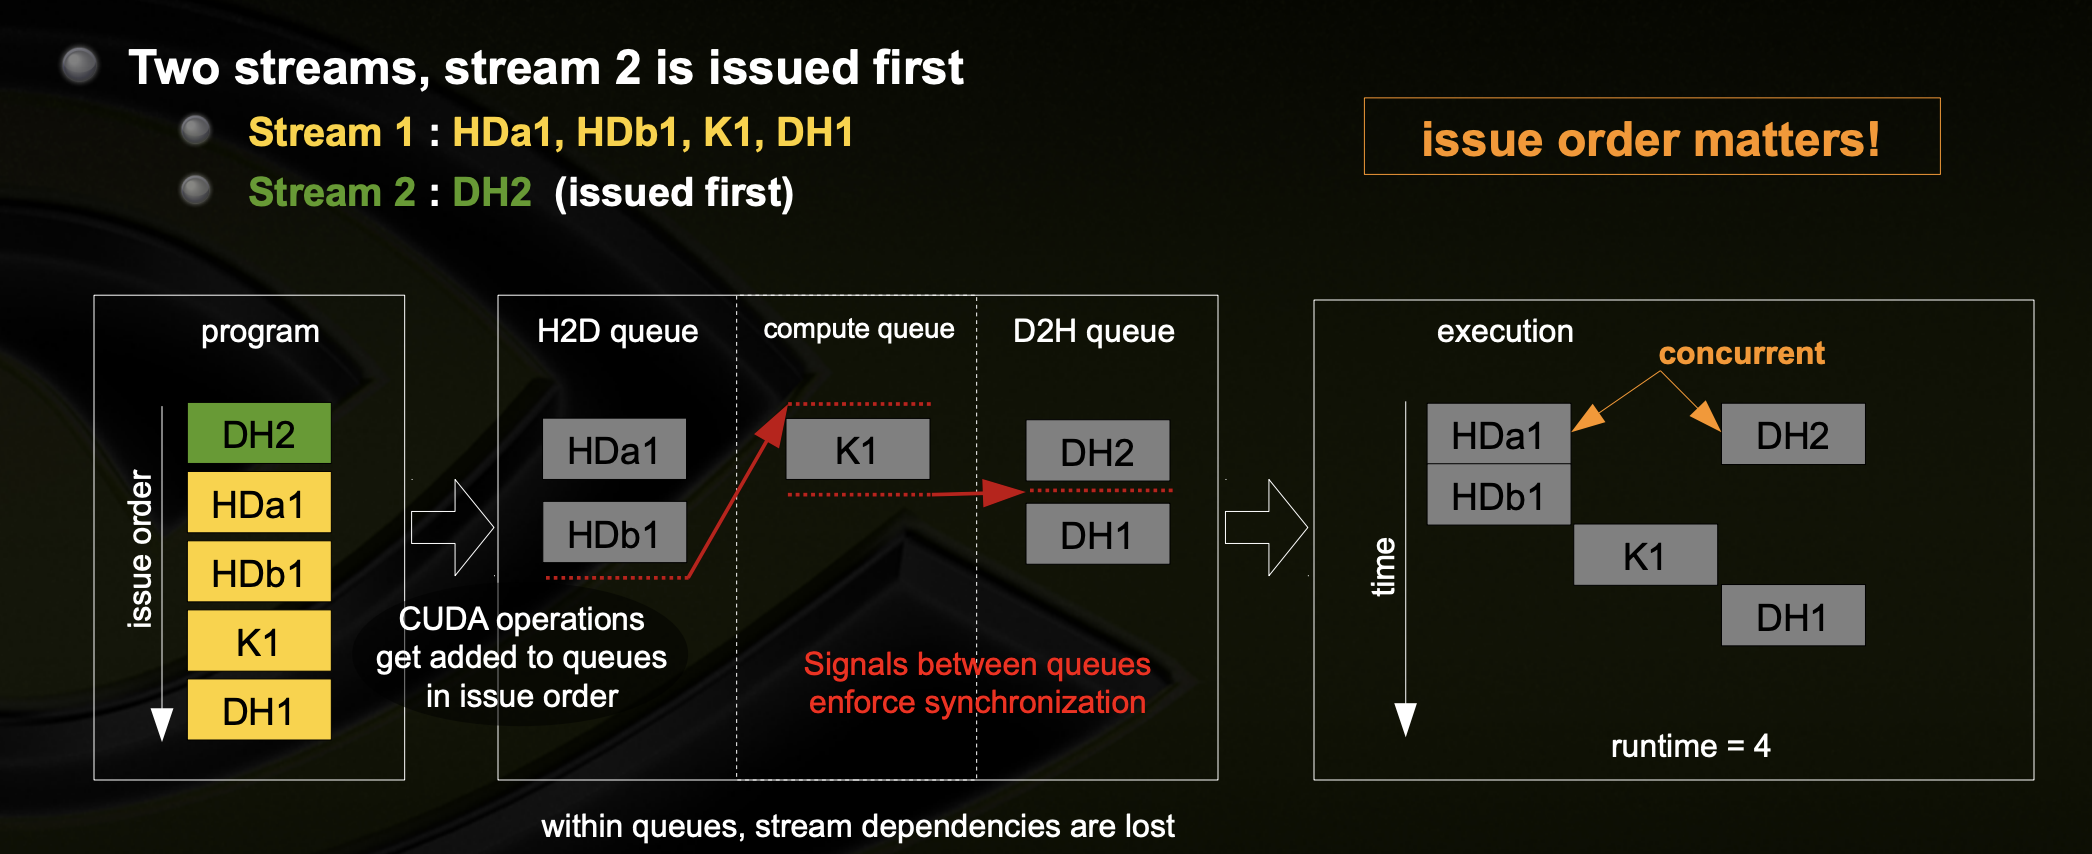 Two streams, stream 2 is issued first
Stream 1 : HDa1, HDb1, K1, DH1
Stream 2 : DH2 (issued first)
issue order matters!
program
issue order
DH2
HDa1
HDb1
K1
DH1
CUDA operations
get added to queues
in issue order
H2D queue
HDa1
HDb1
compute queue
K1
D2H queue
DH2
DH1
Signals between queues
enforce synchronization
within queues, stream dependencies are lost
execution
concurrent
time
HDa1
DH2
HDb1
K1
DH1
runtime = 4